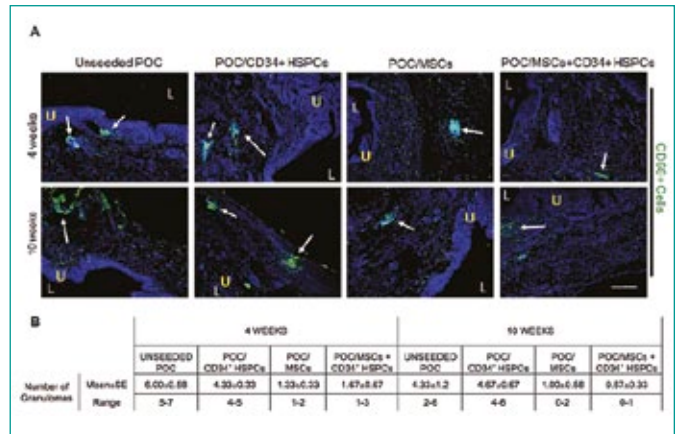 A
Unseeded POC POC/CD34+ HSPCs POC/MSCs POC/MSCs+CD34+ HSPCs
L U L U
4 weeks
U L U L
CD68+ Cells
10 weeks
U L U L U L U L
B
4 WEEKS 10 WEEKS
UNSEEDED POC POC/ CD34+ HSPCs POC/ MSCs POC/MSCs + CD34+ HSPCs UNSEEDED POC POC/ CD34+ HSPCs POC/ MSCs POC/MSCs + CD34+ HSPCs
Number of Granulomas
Mean±SE 6.00±0.58 4.33±0.33 1.33±0.33 1.67±0.67 4.33±1.2 4.67±0.67 1.00±0.58 0.67±0.33
Range 5-7 4-5 1-2 1-3 2-6 4-6 0-2 0-1